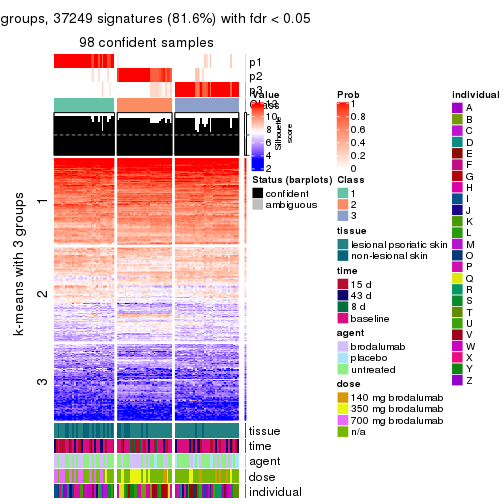 groups, 37249 signatures (81.6%) with fdr < 0.05
98 confident samples
p1
p2
p3
Value
10
8
6
4
2
Silhouette
score
Prob
1
0.8
0.6
0.4
0.2
0
Status (barplots)
confident
ambiguous
Class
1
2
3
tissue
lesional psoriatic skin
non-lesional skin
time
15 d
43 d
8 d
baseline
agent
brodalumab
placebo
untreated
dose
140 mg brodalumab
350 mg brodalumab
700 mg brodalumab
n/a
individual
A
B
C
D
E
F
G
H
I
J
K
L
M
O
P
Q
R
S
T
U
V
W
X
Y
Z
k-means with 3 groups
1
2
3
tissue
time
agent
dose
individual